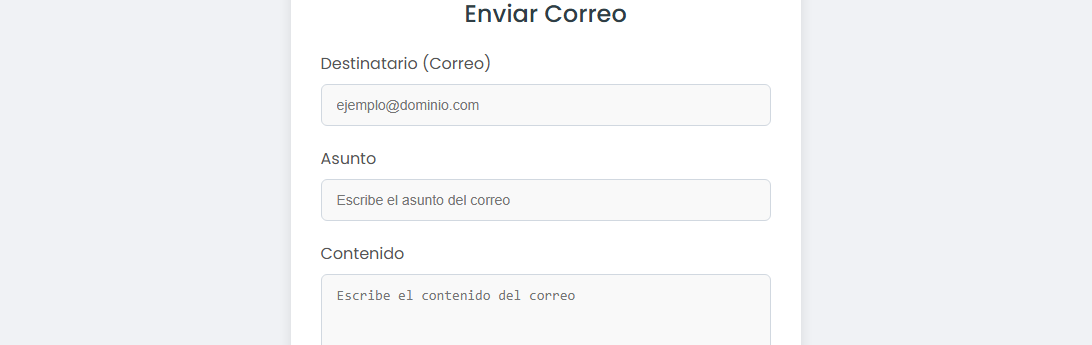 Enviar Correo
Destinatario (Correo)
ejemplo@dominio.com
Asunto
Escribe el asunto del correo
Contenido
Escribe el contenido del correo